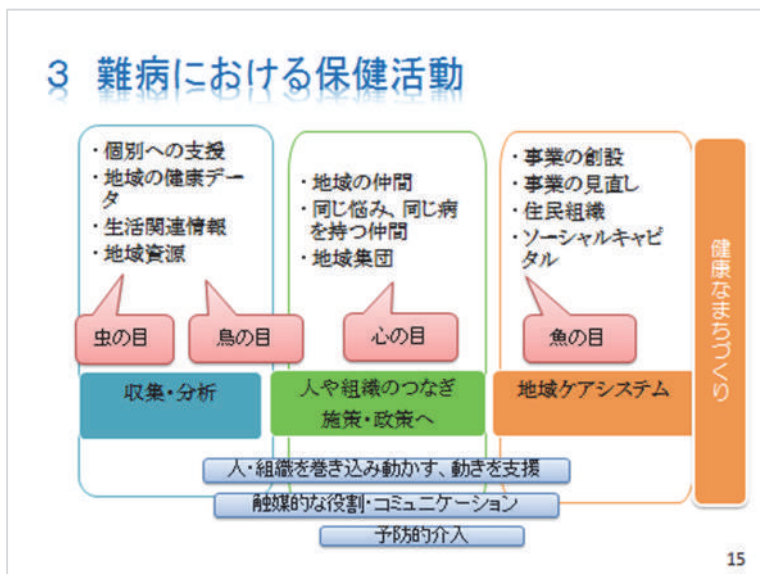 3 難病における保健活動
・個別への支援
・地域の健康デー
タ
・生活関連情報
・地域資源
虫の目
鳥の目
収集・分析
・地域の仲間
・同じ悩み、同じ病
を持つ仲間
・地域集団
心の目
人や組織のつなぎ
施策・政策へ
・事業の創設
・事業の見直し
・住民組織
・ソーシャルキャピ
タル
魚の目
地域ケアシステム
健康なまちづくり
人・組織を巻き込み動かす、動きを支援
触媒的な役割・コミュニケーション
予防的介入
15